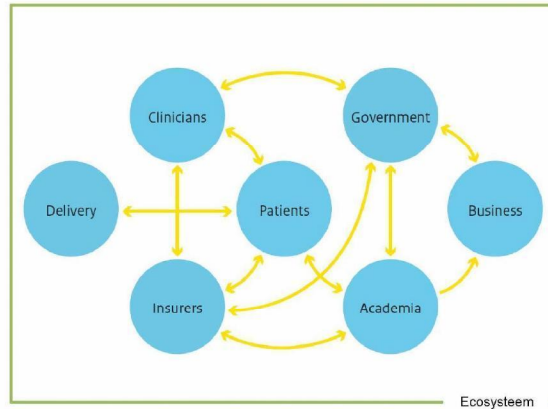 Clinicians
Government
Delivery
Patients
Business
Insurers
Academia
Ecosysteem